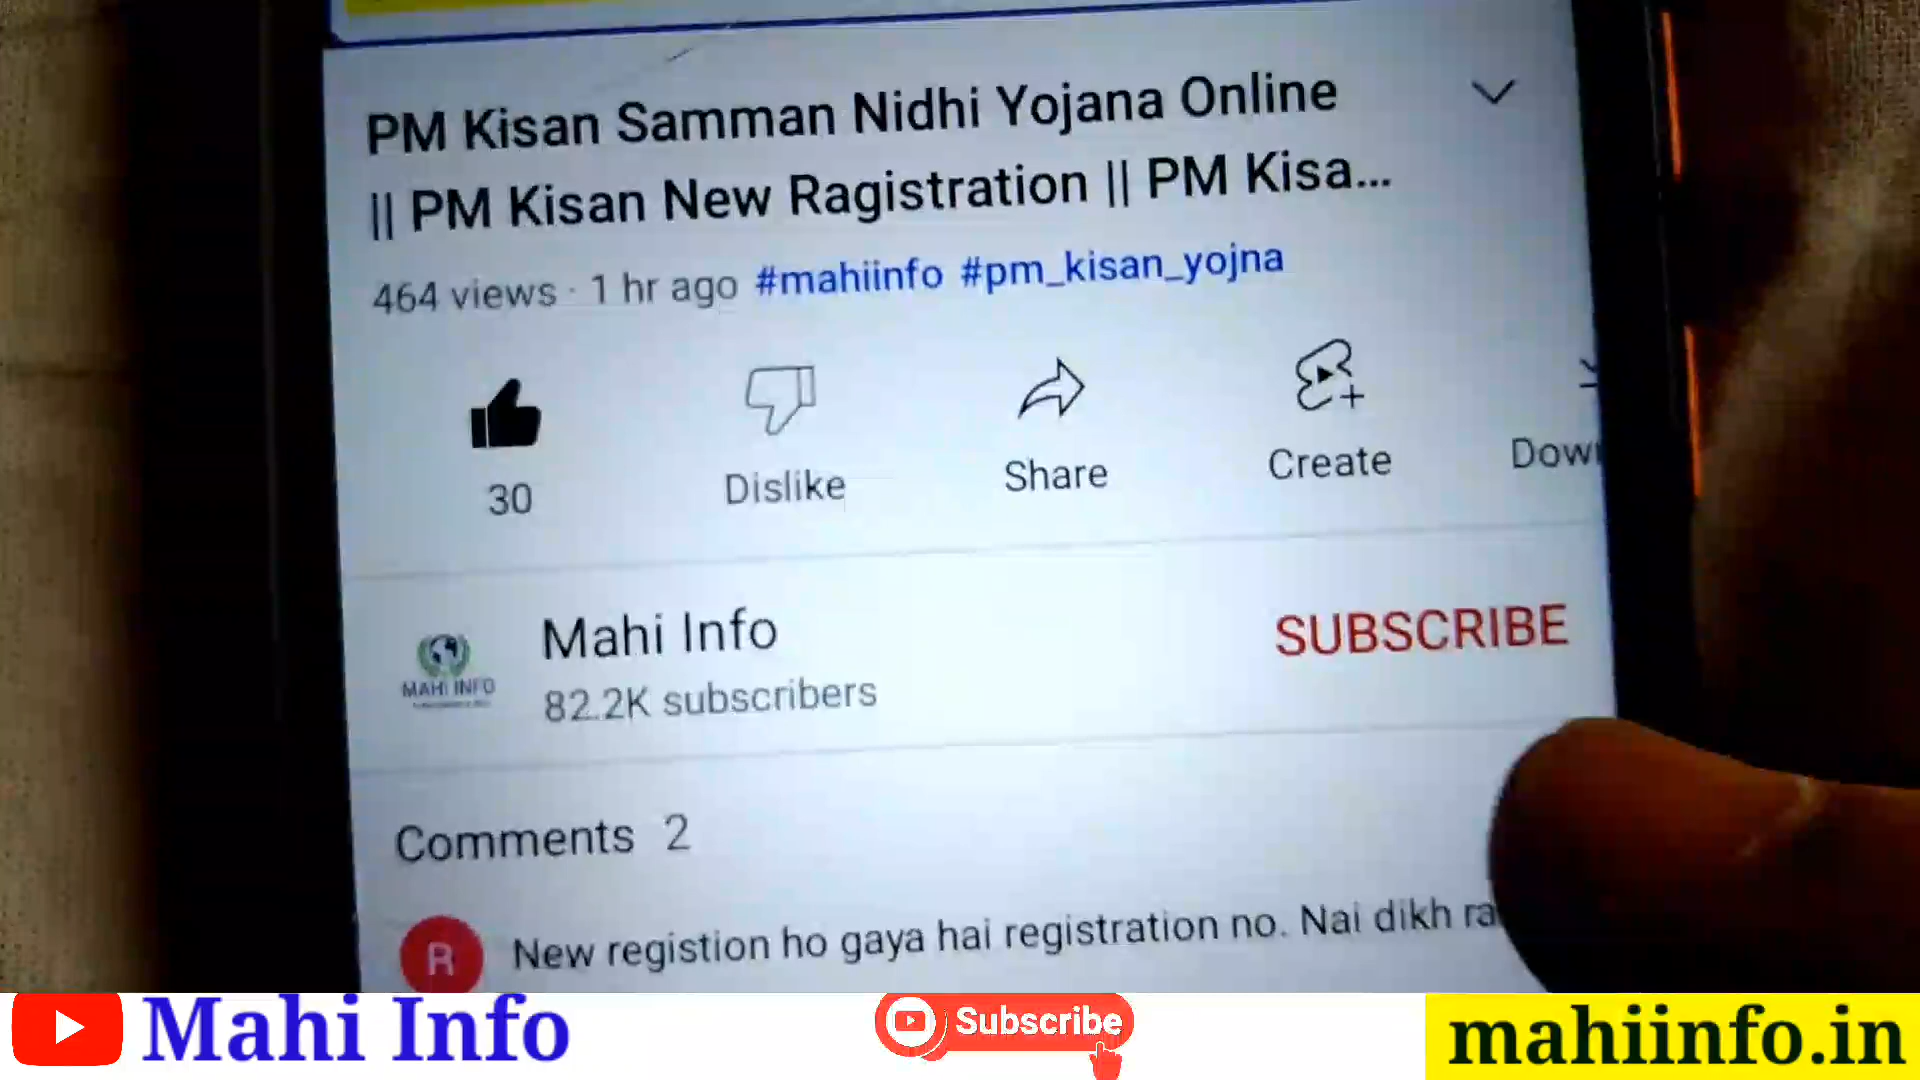 PM Kisan Samman Nidhi Yojana Online
|| PM Kisan New Ragistration || PM Kisa...
464 views · 1 hr ago #mahiinfo #pm_kisan_yojna
30
Dislike
Share
Create
Dow
Mahi Info
SUBSCRIBE
MAHI INFO
82.2K subscribers
Comments 2
R
New registion ho gaya hai registration no. Nai dikh ra
Mahi Info
Subscribe
mahiinfo.in